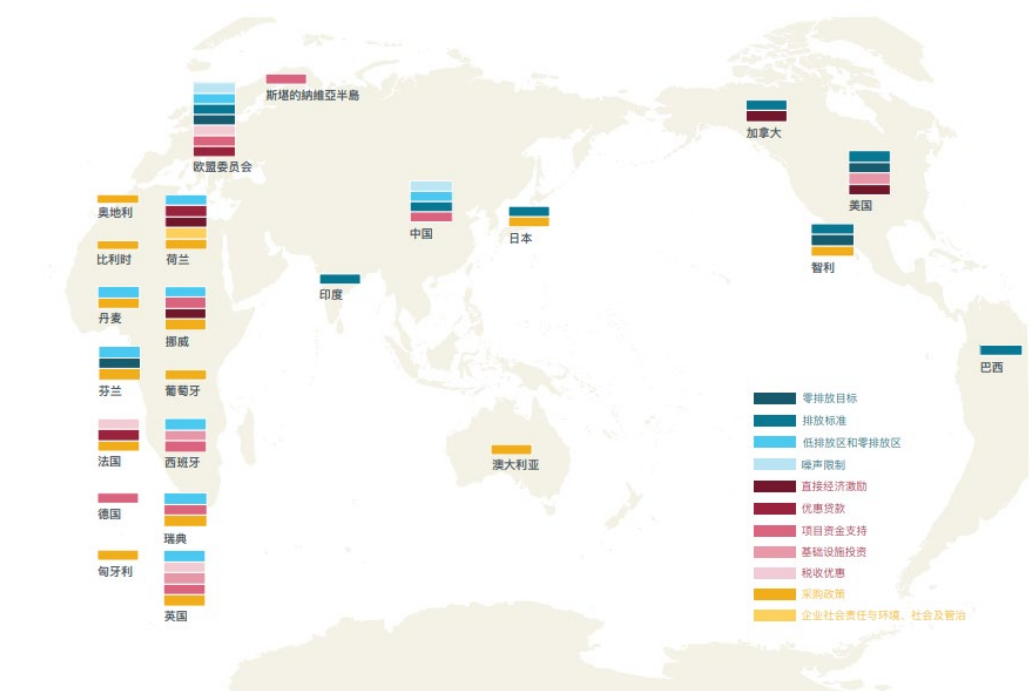 斯堪的納維亞半島
欧盟委员会
加拿大
美国
奥地利
中国
日本
比利时
荷兰
智利
印度
丹麦
挪威
巴西
芬兰
葡萄牙
零排放目标
排放标准
低排放区和零排放区
法国
西班牙
澳大利亚
噪声限制
直接经济激励
优惠贷款
德国
项目资金支持
瑞典
基础设施投资
匈牙利
税收优惠
采购政策
英国
企业社会责任与环境、社会及管治